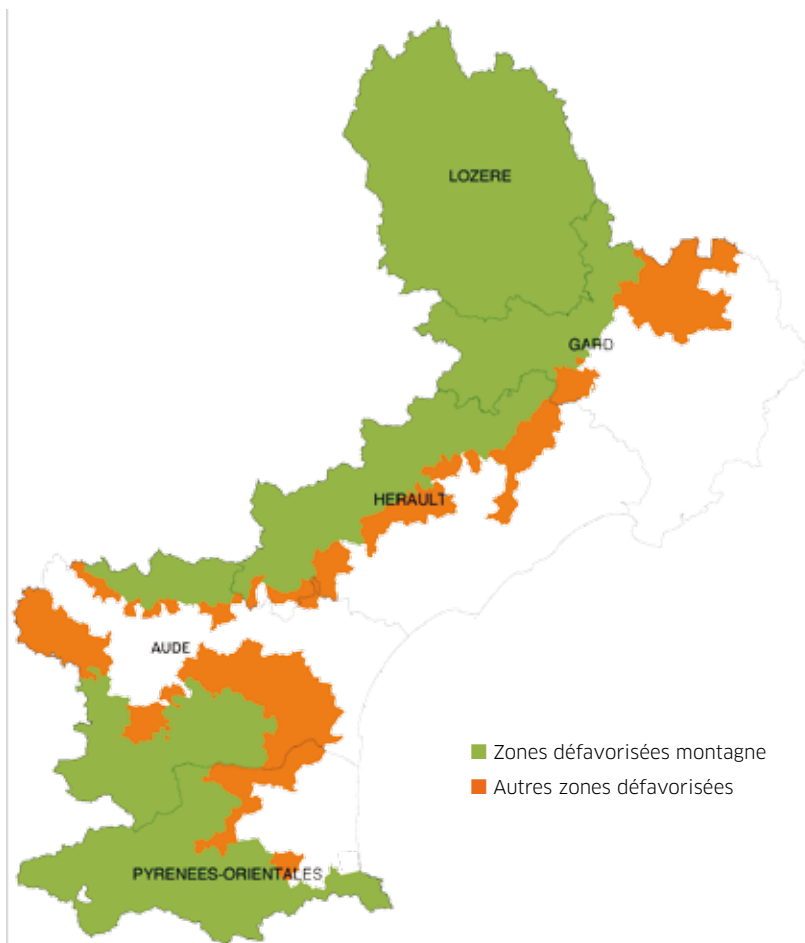 LOZERE
GARD
HERAULT
AUDE
Zones défavorisées montagne
Autres zones défavorisées
PYRENEES-ORIENTALES